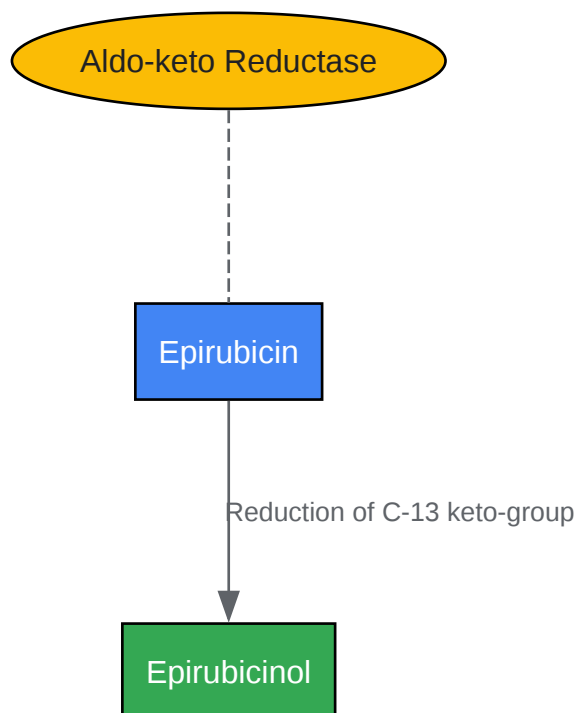 Aldo-keto Reductase
Epirubicin
Reduction of C-13 keto-group
Epirubicinol